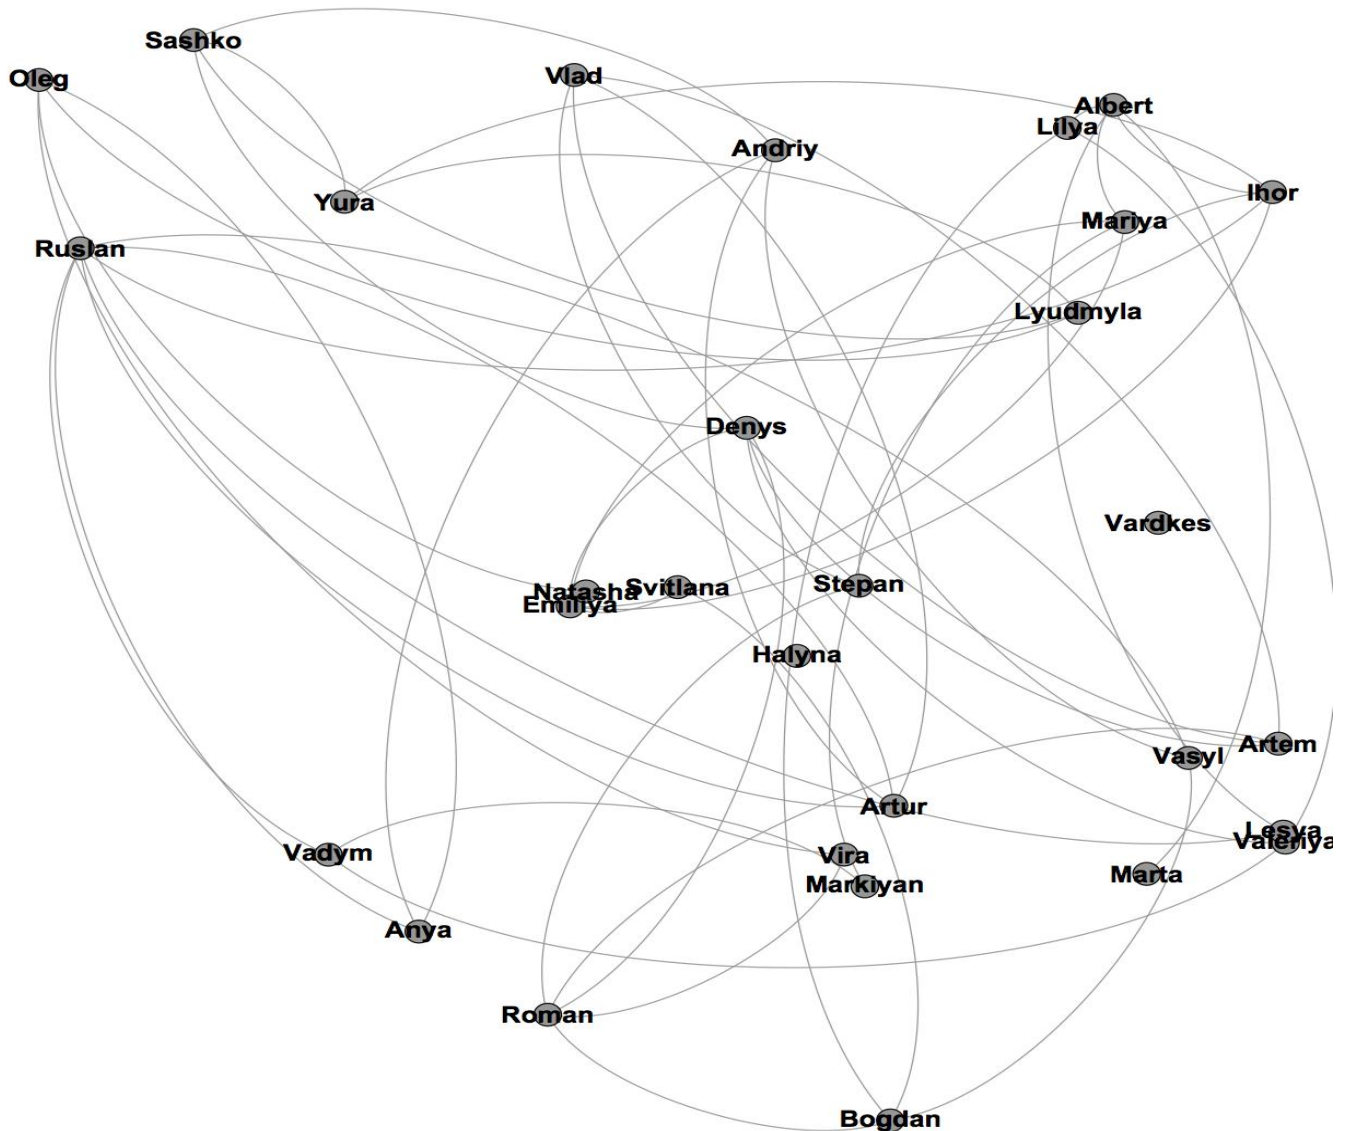 Sashko
Oleg
Vlad
Albert
Lilya
Andriy
Ihor
Yura
Mariya
Ruslan
Lyudmyla
Denys
Vardkes
Natasha
Svitlana
Stepan
Emiliya
Halyna
Artem
Vasyl
Artur
Lesya
Valeriya
Vadym
Vira
Marta
Markiyan
Anya
Roman
Bogdan